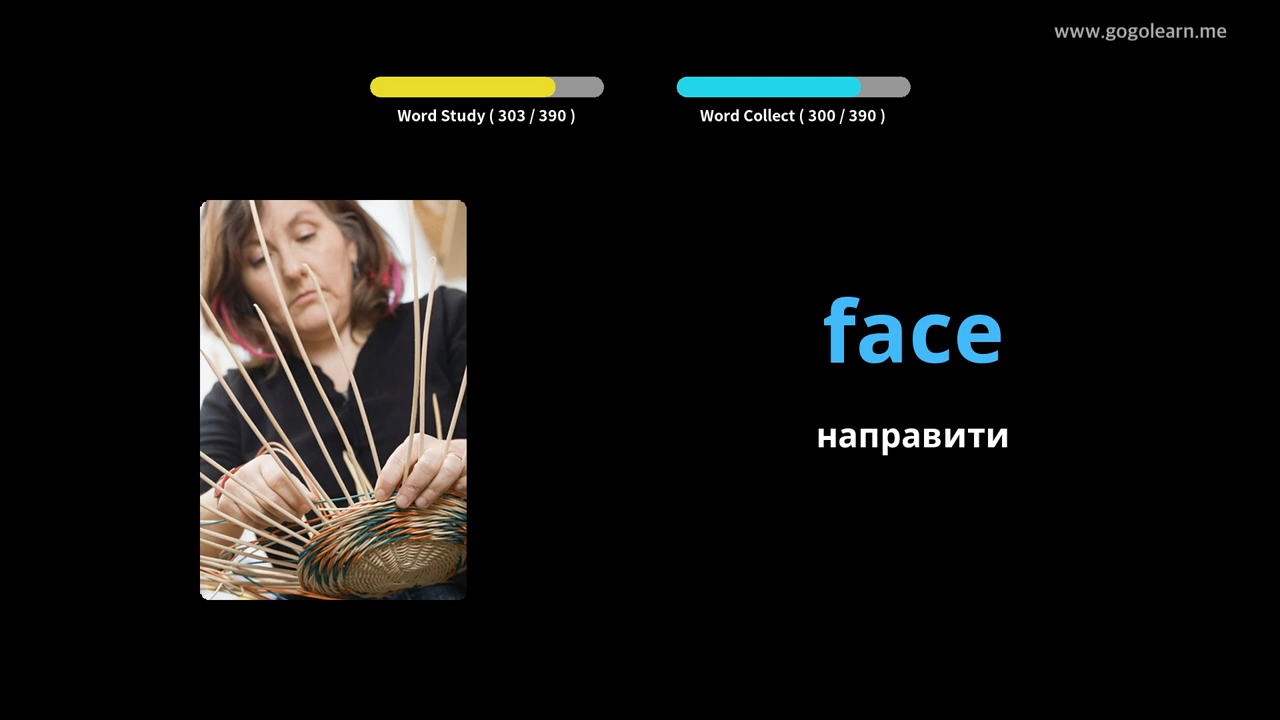 www.gogolearn.me
Word Study ( 303 / 390 )
Word Collect ( 300 / 390 )
face
направити